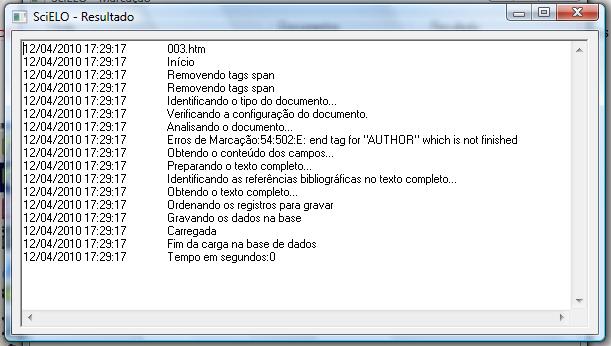 SciELO - Resultado
12/04/2010 17:29:17 003.htm
12/04/2010 17:29:17 Início
12/04/2010 17:29:17 Removendo tags span
12/04/2010 17:29:17 Removendo tags span
12/04/2010 17:29:17 Identificando o tipo do documento...
12/04/2010 17:29:17 Verificando a configuração do documento.
12/04/2010 17:29:17 Analisando o documento...
12/04/2010 17:29:17 Erros de Marcação:54:502:E: end tag for "AUTHOR" which is not finished
12/04/2010 17:29:17 Obtendo o conteúdo dos campos...
12/04/2010 17:29:17 Preparando o texto completo...
12/04/2010 17:29:17 Identificando as referências bibliográficas no texto completo...
12/04/2010 17:29:17 Obtendo o texto completo...
12/04/2010 17:29:17 Ordenando os registros para gravar
12/04/2010 17:29:17 Gravando os dados na base
12/04/2010 17:29:17 Carregada
12/04/2010 17:29:17 Fim da carga na base de dados
12/04/2010 17:29:17 Tempo em segundos:0